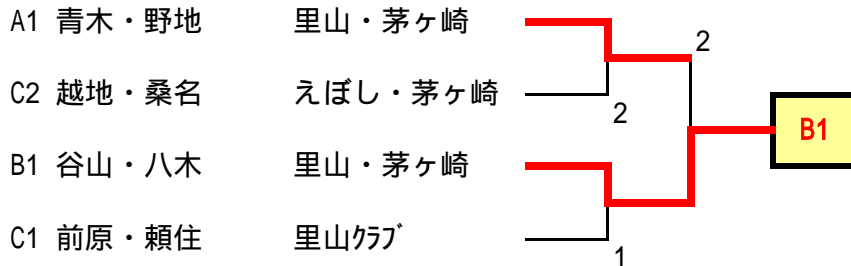 A1 青木・野地 里山・茅ヶ崎
2
C2 越地・桑名 えぼし・茅ヶ崎
2
B1
B1 谷山・八木 里山・茅ヶ崎
C1 前原・頼住 里山ｸﾗﾌﾞ
1